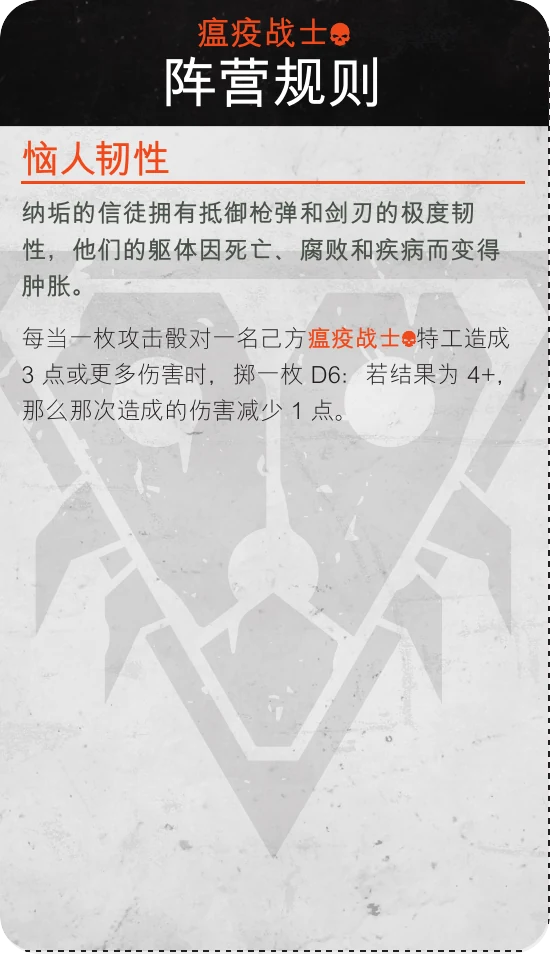 瘟疫战士
阵营规则
恼人韧性
纳垢的信徒拥有抵御枪弹和剑刃的极度韧
性，他们的躯体因死亡、腐败和疾病而变得
肿胀。
每当一枚攻击骰对一名己方瘟疫战士特工造成
3 点或更多伤害时，掷一枚 D6：若结果为 4+，
那么那次造成的伤害减少 1 点。